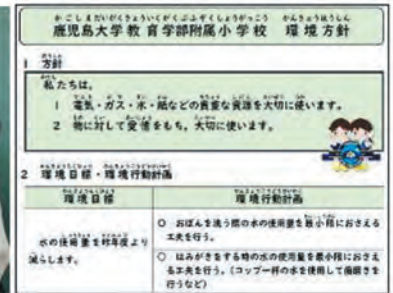 鹿児島大学教育学部附属小学校 環境方針
1 方針
私たちは、
1 電気・ガス・水・紙などの貴重な資源を大切に使います。
2 物に対して愛情をもち、大切に使います。
2 環境目標・環境行動計画
環境目標
環境行動計画
水の使用量を昨年度より
減らします。
○ おぼんを洗う際の水の使用量を最小限におさえる
工夫を行う。
○ はみがきをする時の水の使用量を最小限におさえ
る工夫を行う。(コップ一杯の水を使用して歯磨きを
行うなど)